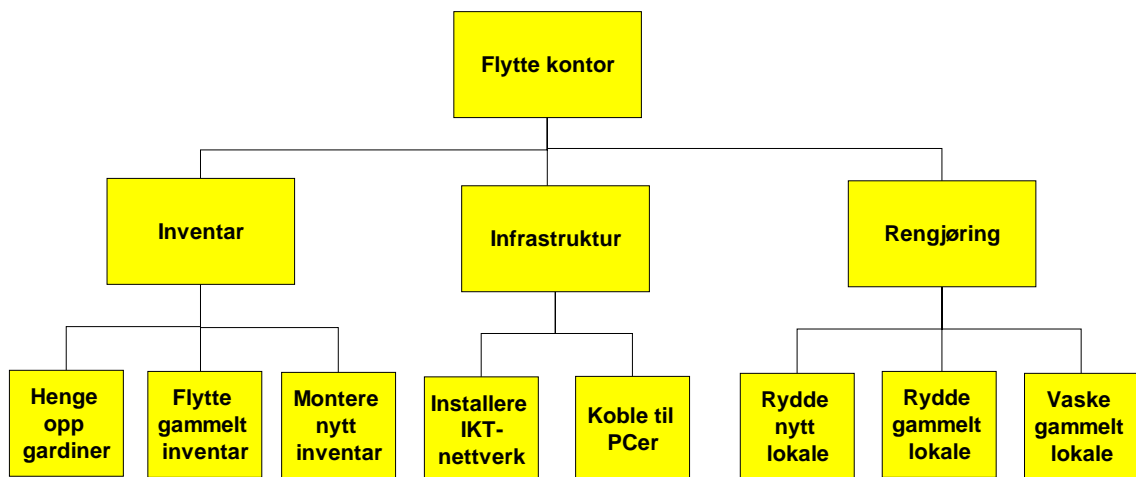 Flytte kontor
Inventar
Infrastruktur
Rengjøring
Henge
opp
gardiner
Flytte
gammelt
inventar
Montere
nytt
inventar
Installere
IKT-
nettverk
Koble til
PCer
Rydde
nytt
lokale
Rydde
gammelt
lokale
Vaske
gammelt
lokale